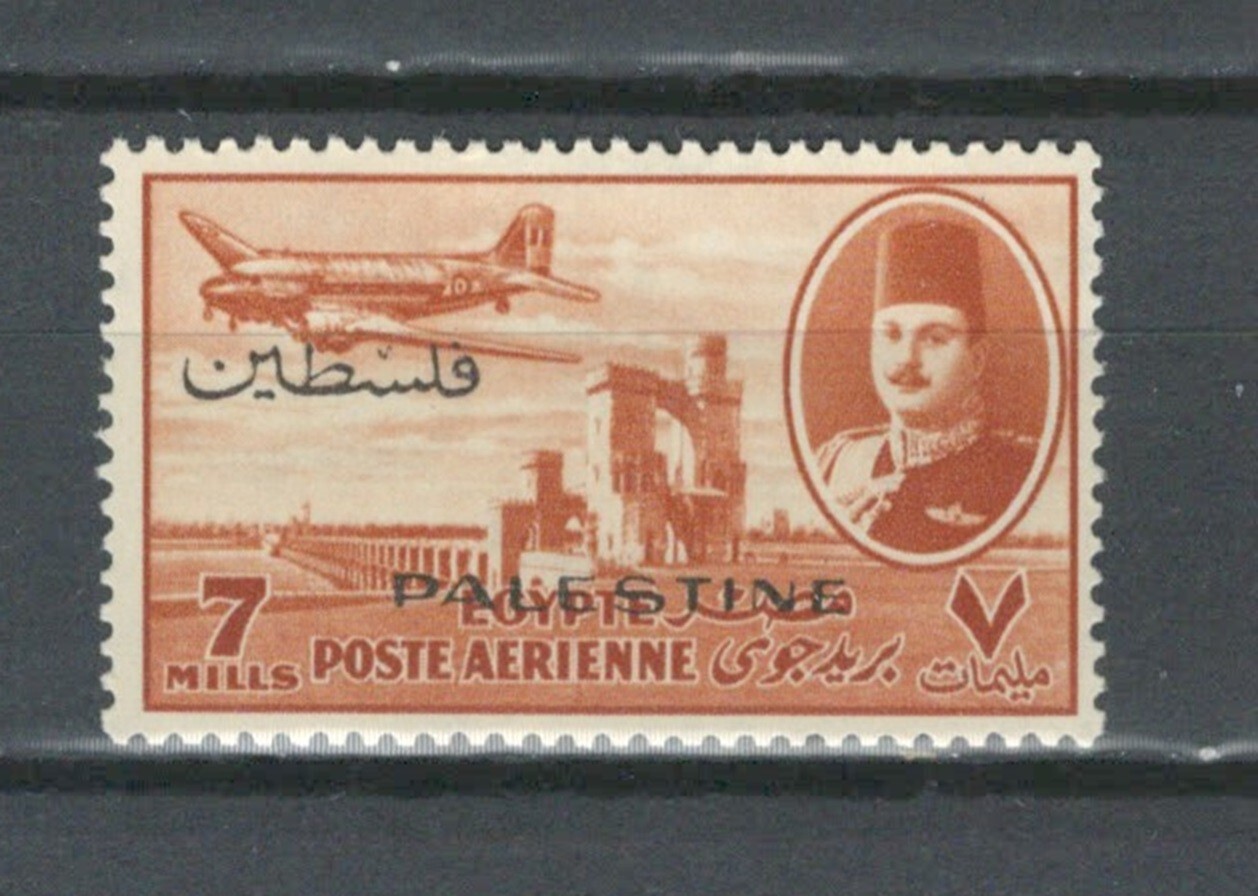 فلسطين
PALESTINE
EGYPTE مصر
7 ٧
POSTE AERIENNE بريد جوى
MILLS مليمات